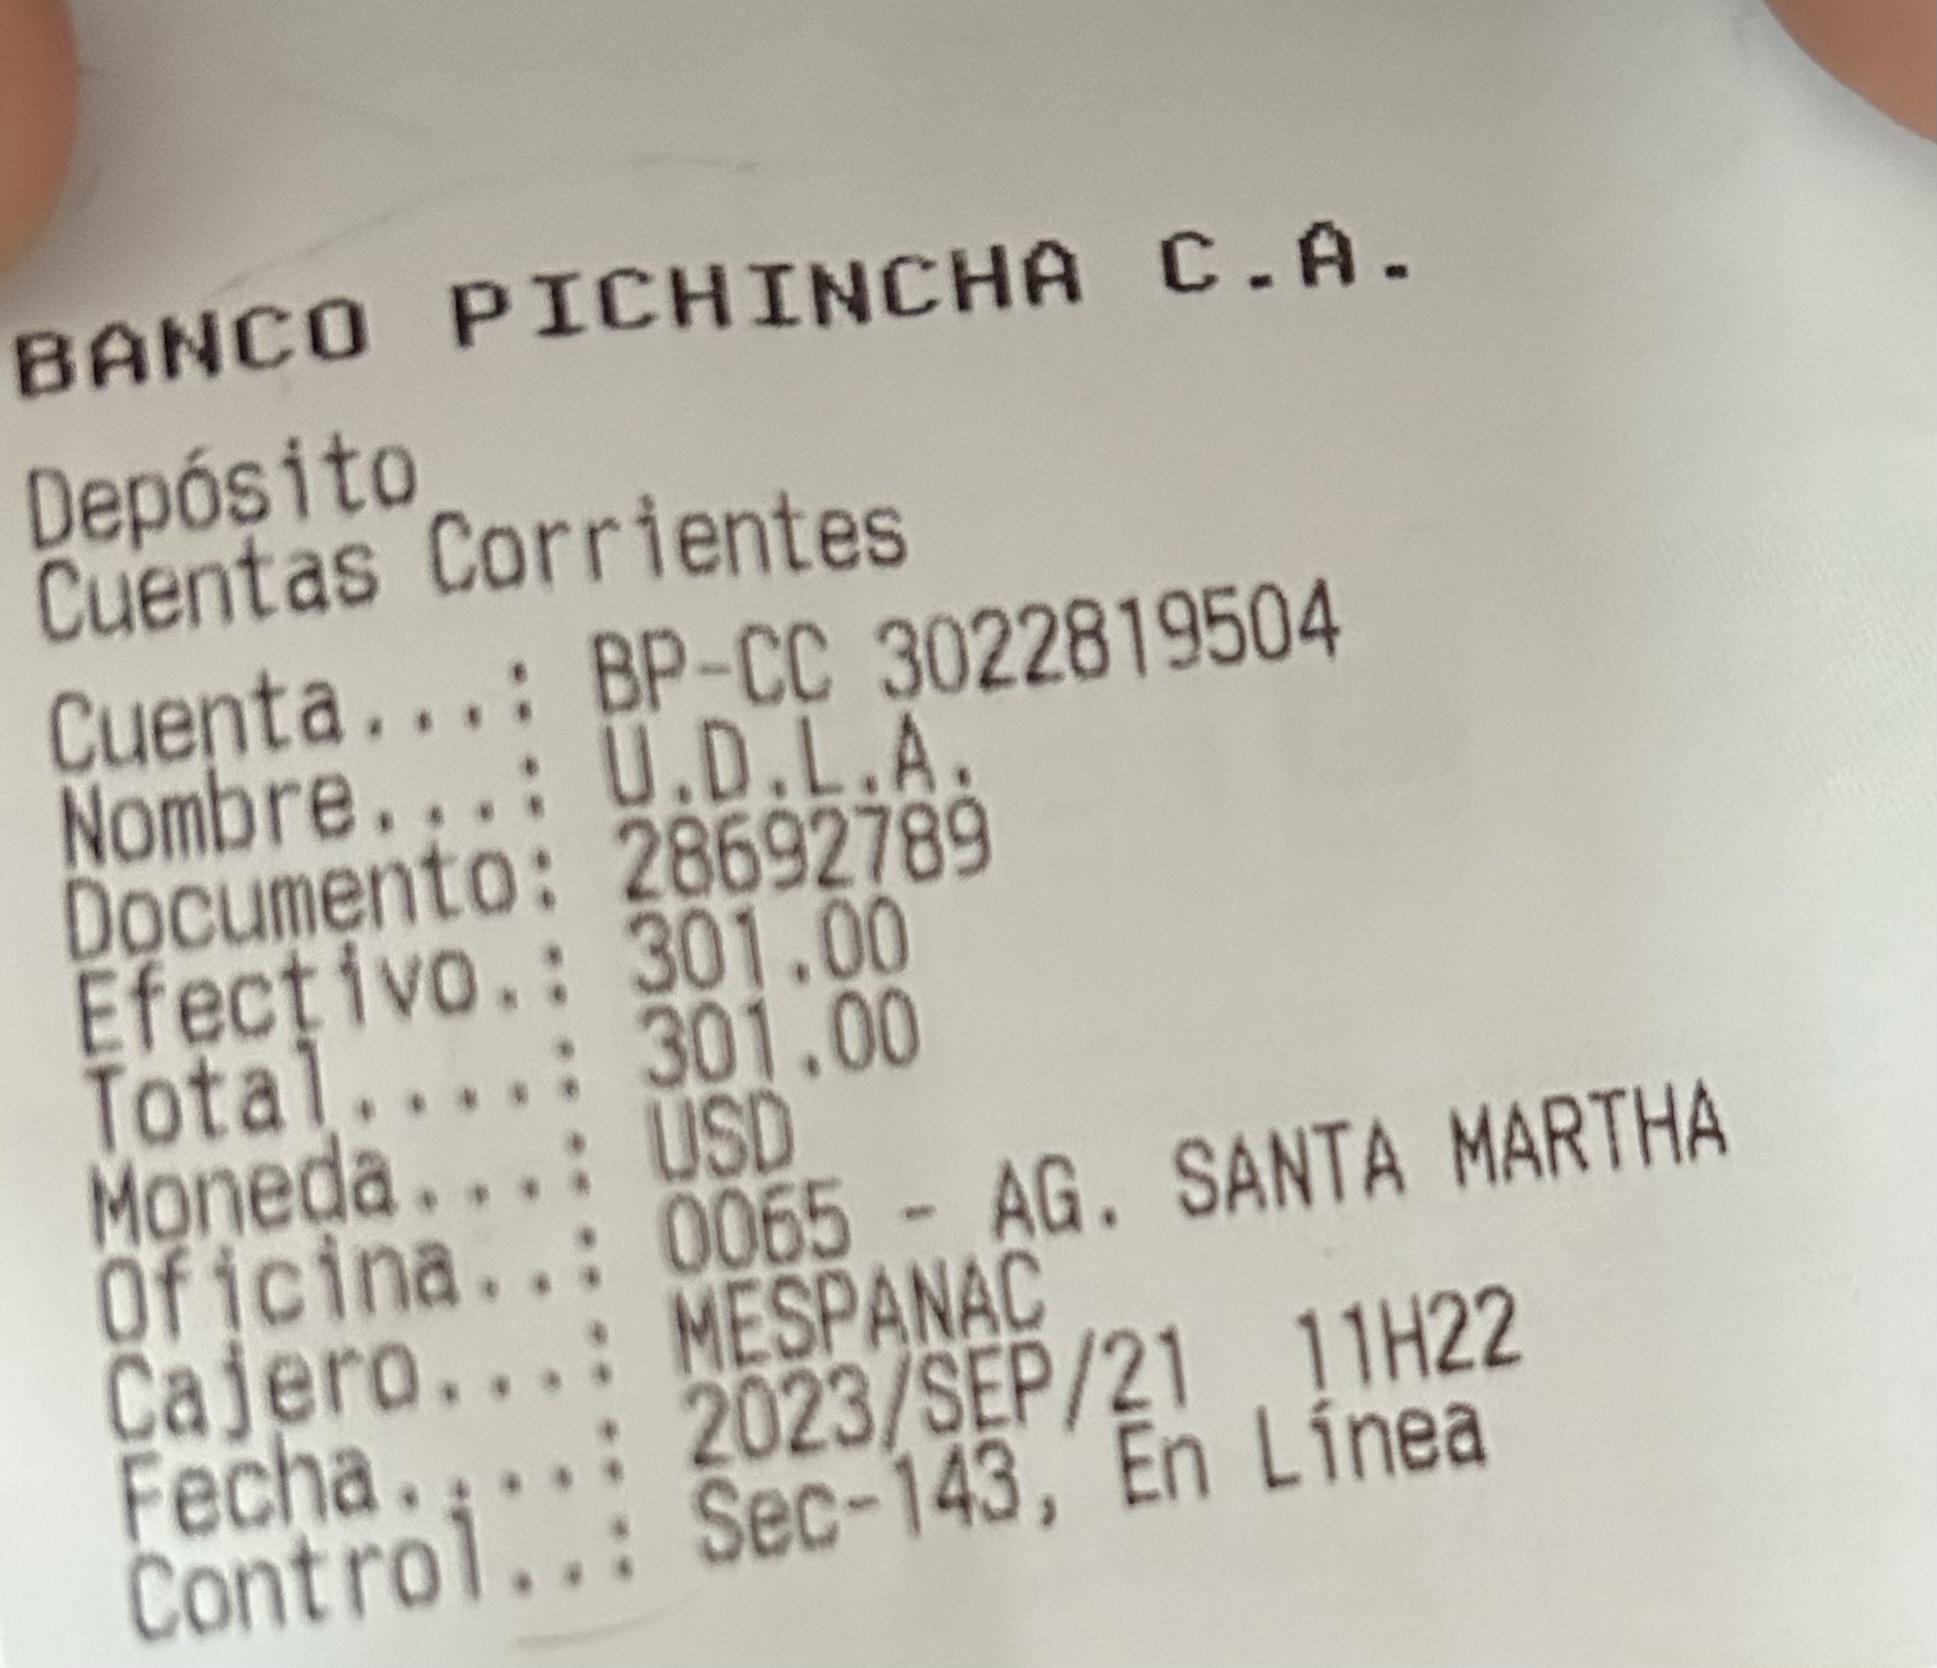 BANCO PICHINCHA C.A.
Depósito
Cuentas Corrientes
Cuenta...: BP-CC 3022819504
Nombre...: U.D.L.A.
Documento: 28692789
Efectivo.: 301.00
Total....: 301.00
Moneda...: USD
Oficina..: 0065 - AG. SANTA MARTHA
Cajero...: MESPANAC
Fecha....: 2023/SEP/21  11H22
Control..: Sec-143, En Línea